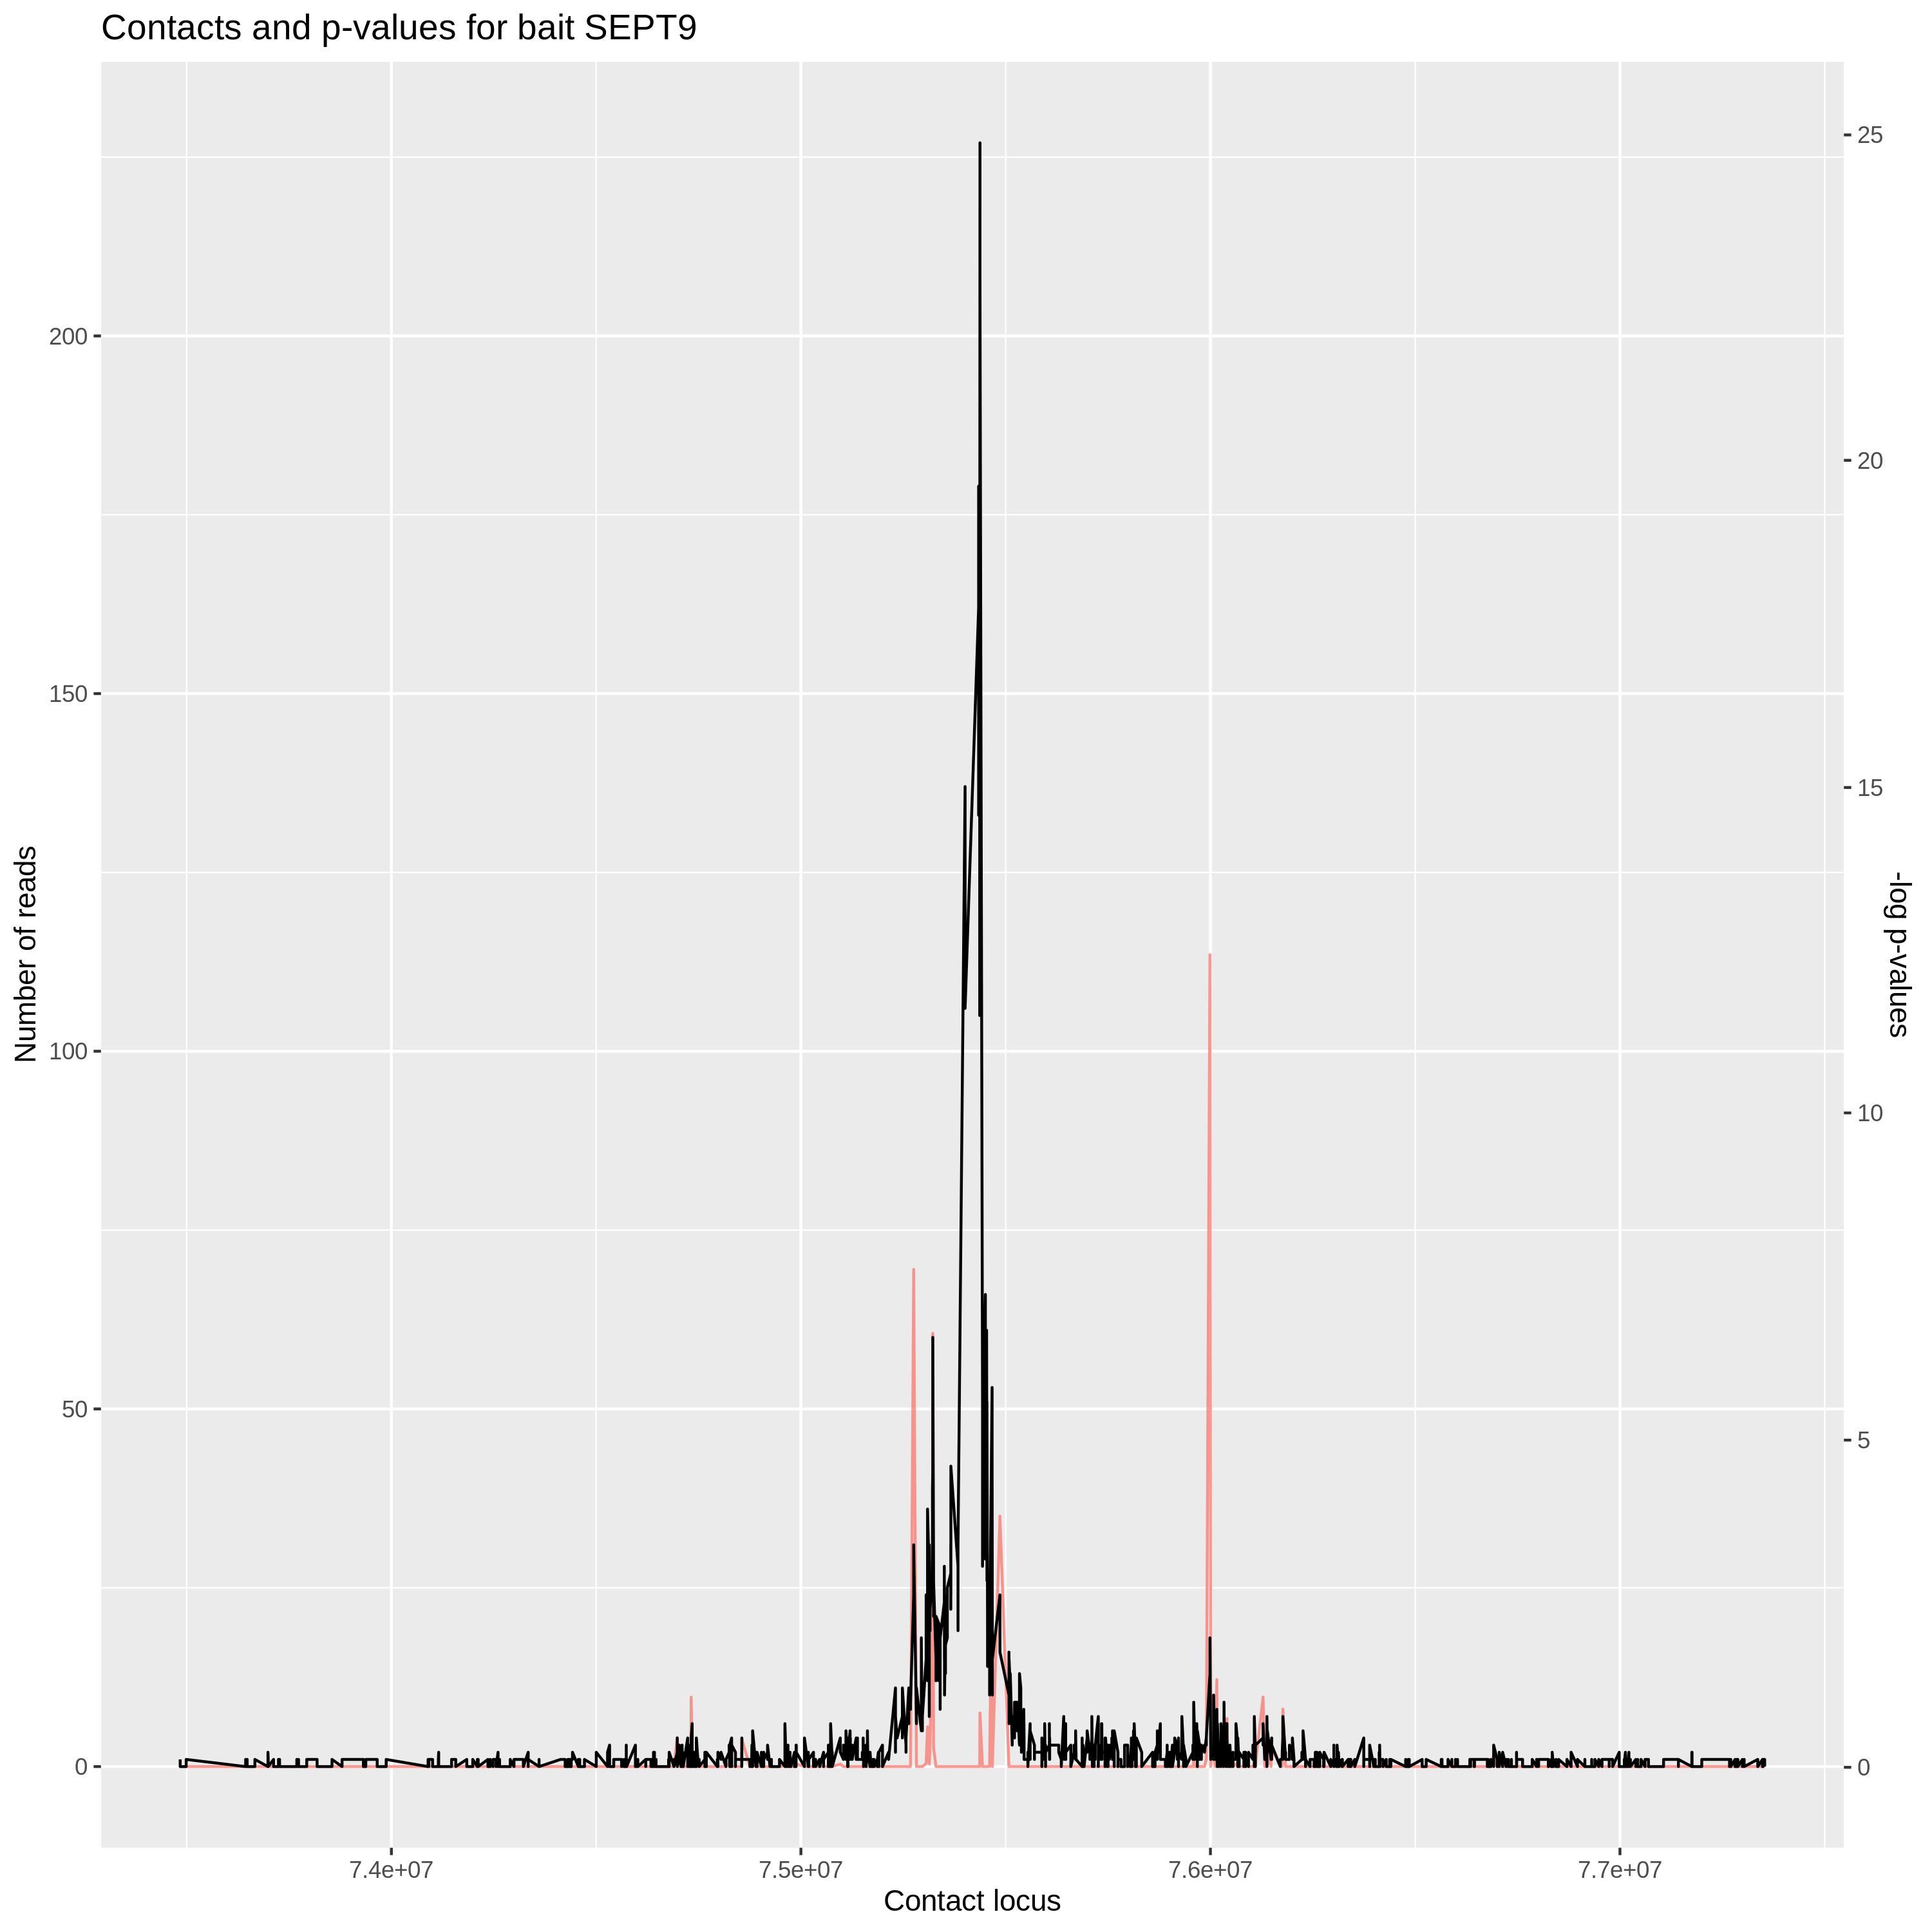 Contacts and p-values for bait SEPT9
Number of reads
200
150
100
50
0
25
20
15
10
5
0
-log p-values
7.4e+07 7.5e+07 7.6e+07 7.7e+07
Contact locus